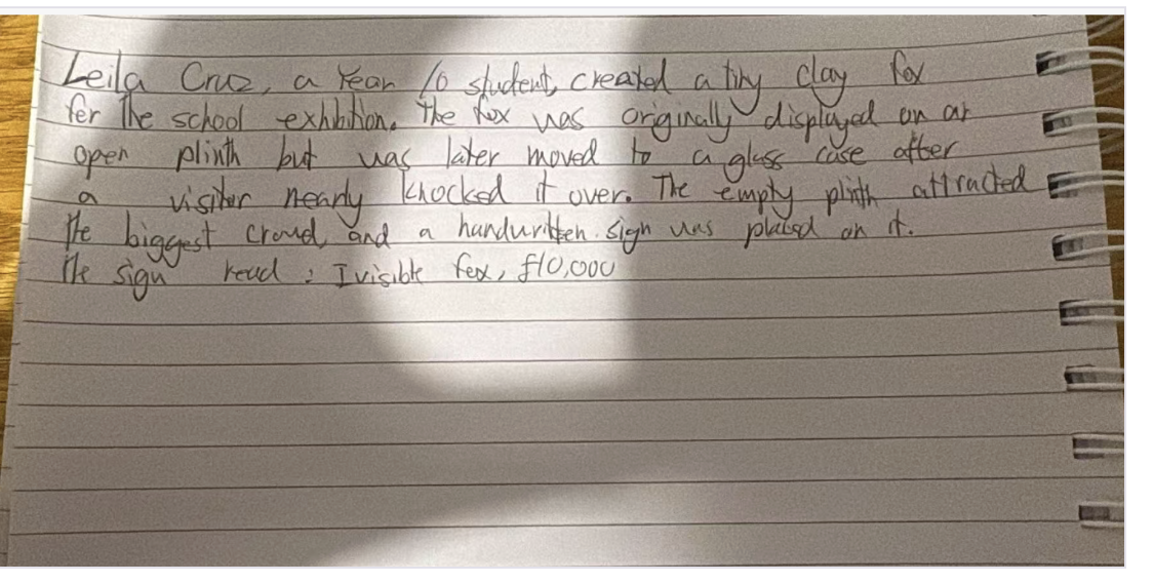 Leila Cruz, a Year 10 student, created a tiny clay fox
for the school exhibition. The fox was originally displayed on an
open plinth but was later moved to a glass case after
a visitor nearly knocked it over. The empty plinth attracted
the biggest crowd, and a handwritten sign was placed on it.
The sign read : Ivisible fox, £10,000